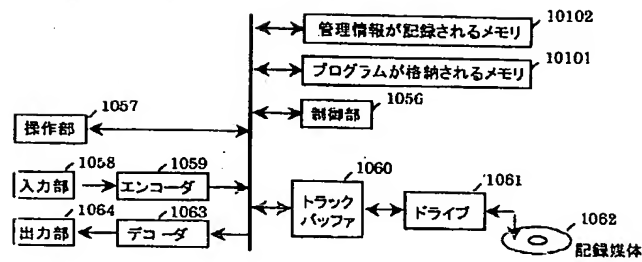 10102
管理情報が記録されるメモリ
10101
プログラムが格納されるメモリ
1057
1056
操作部
制御部
1058
1059
1060
1061
入力部
エンコーダ
トラック
バッファ
ドライブ
1062
1064
1063
出力部
デコーダ
記録媒体